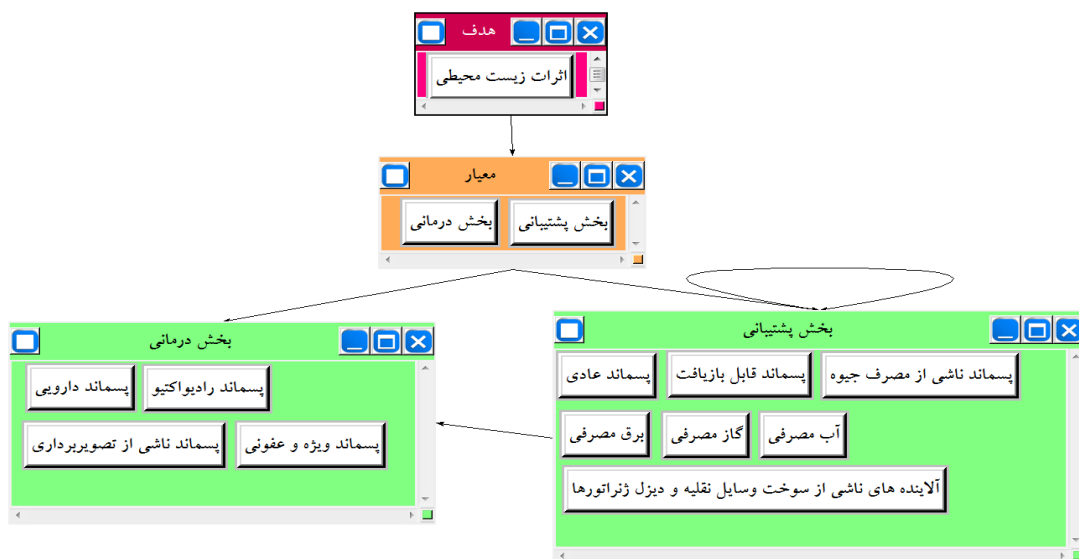 هدف
اثرات زیست محیطی
معیار
بخش پشتیبانی
بخش درمانی
بخش پشتیبانی
پسماند ناشی از مصرف جیوه
پسماند قابل بازیافت
پسماند عادی
آب مصرفی
گاز مصرفی
برق مصرفی
آلاینده های ناشی از سوخت وسایل نقلیه و دیزل ژنراتورها
بخش درمانی
پسماند رادیواکتیو
پسماند دارویی
پسماند ویژه و عفونی
پسماند ناشی از تصویربرداری